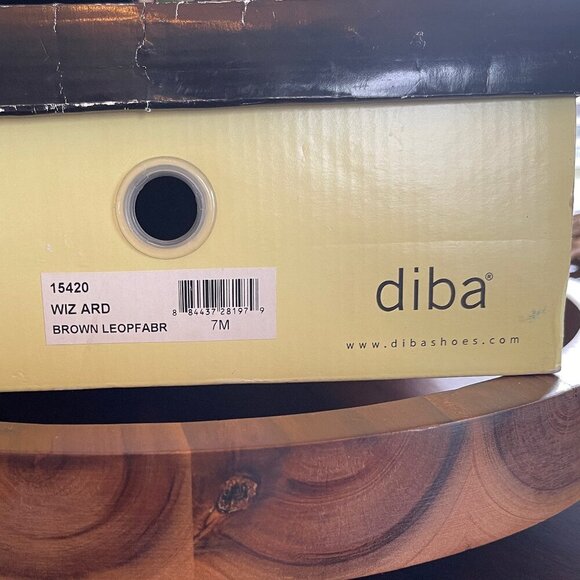 15420
WIZ ARD
BROWN LEOPFABR
8 84437 28197 9
7M
diba®
www.dibashoes.com